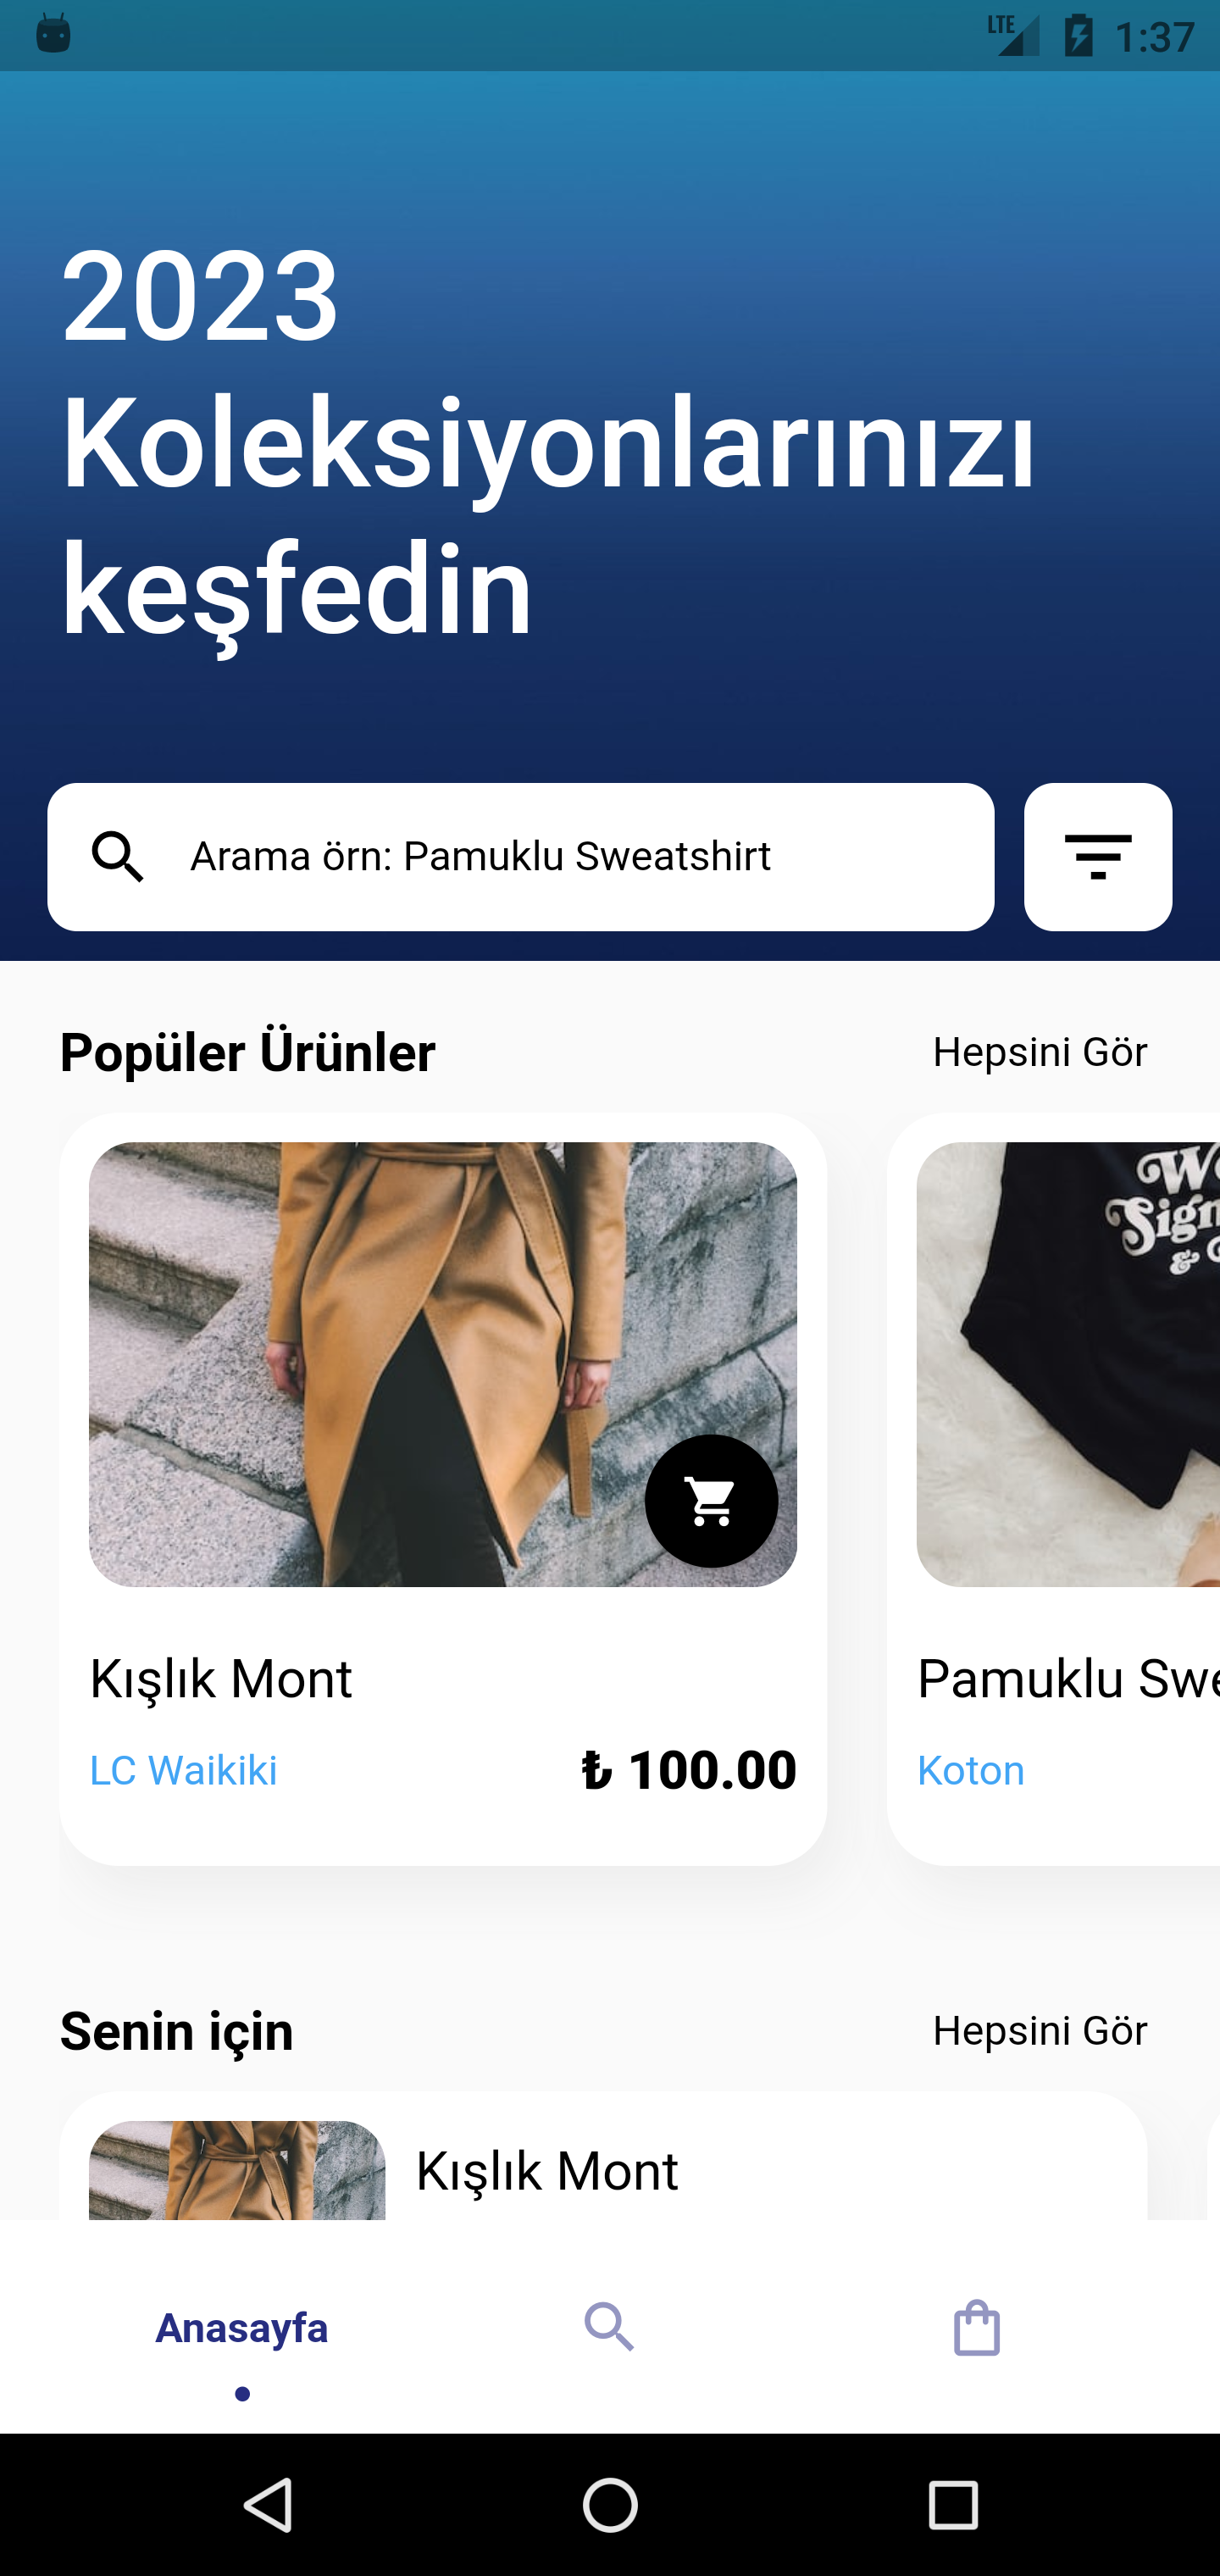 LTE 1:37
2023
Koleksiyonlarınızı
keşfedin
Arama örn: Pamuklu Sweatshirt
Popüler Ürünler Hepsini Gör
& 
Kışlık Mont
LC Waikiki ₺ 100.00
Pamuklu
Koton
Senin için Hepsini Gör
Kışlık Mont
Anasayfa